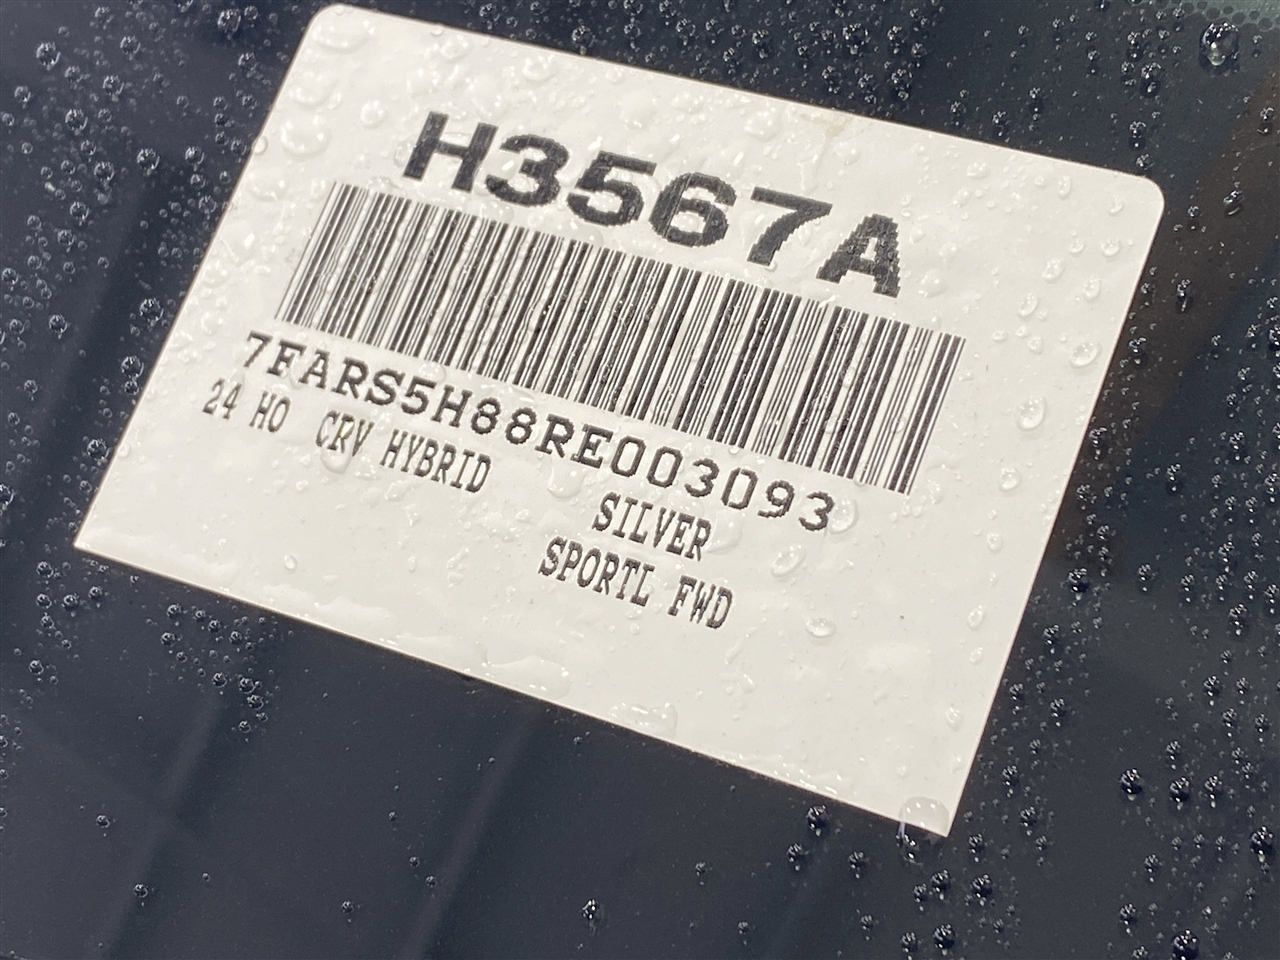 H3567A
7FARS5H88RE003093
24 HO CRV HYBRID
SILVER
SPORTL FWD